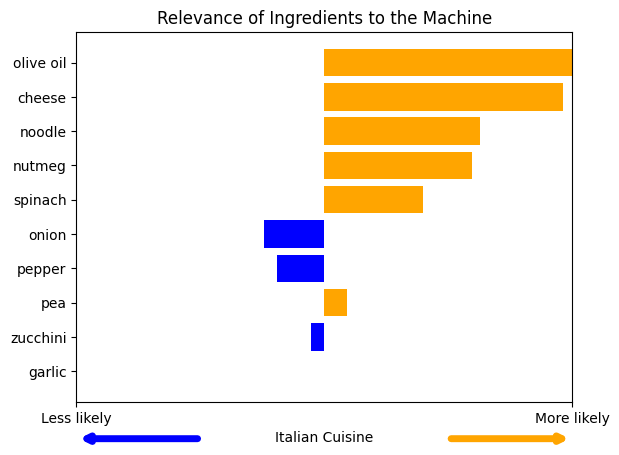 Relevance of Ingredients to the Machine
olive oil
cheese
noodle
nutmeg
spinach
onion
pepper
pea
zucchini
garlic
Less likely More likely
Italian Cuisine